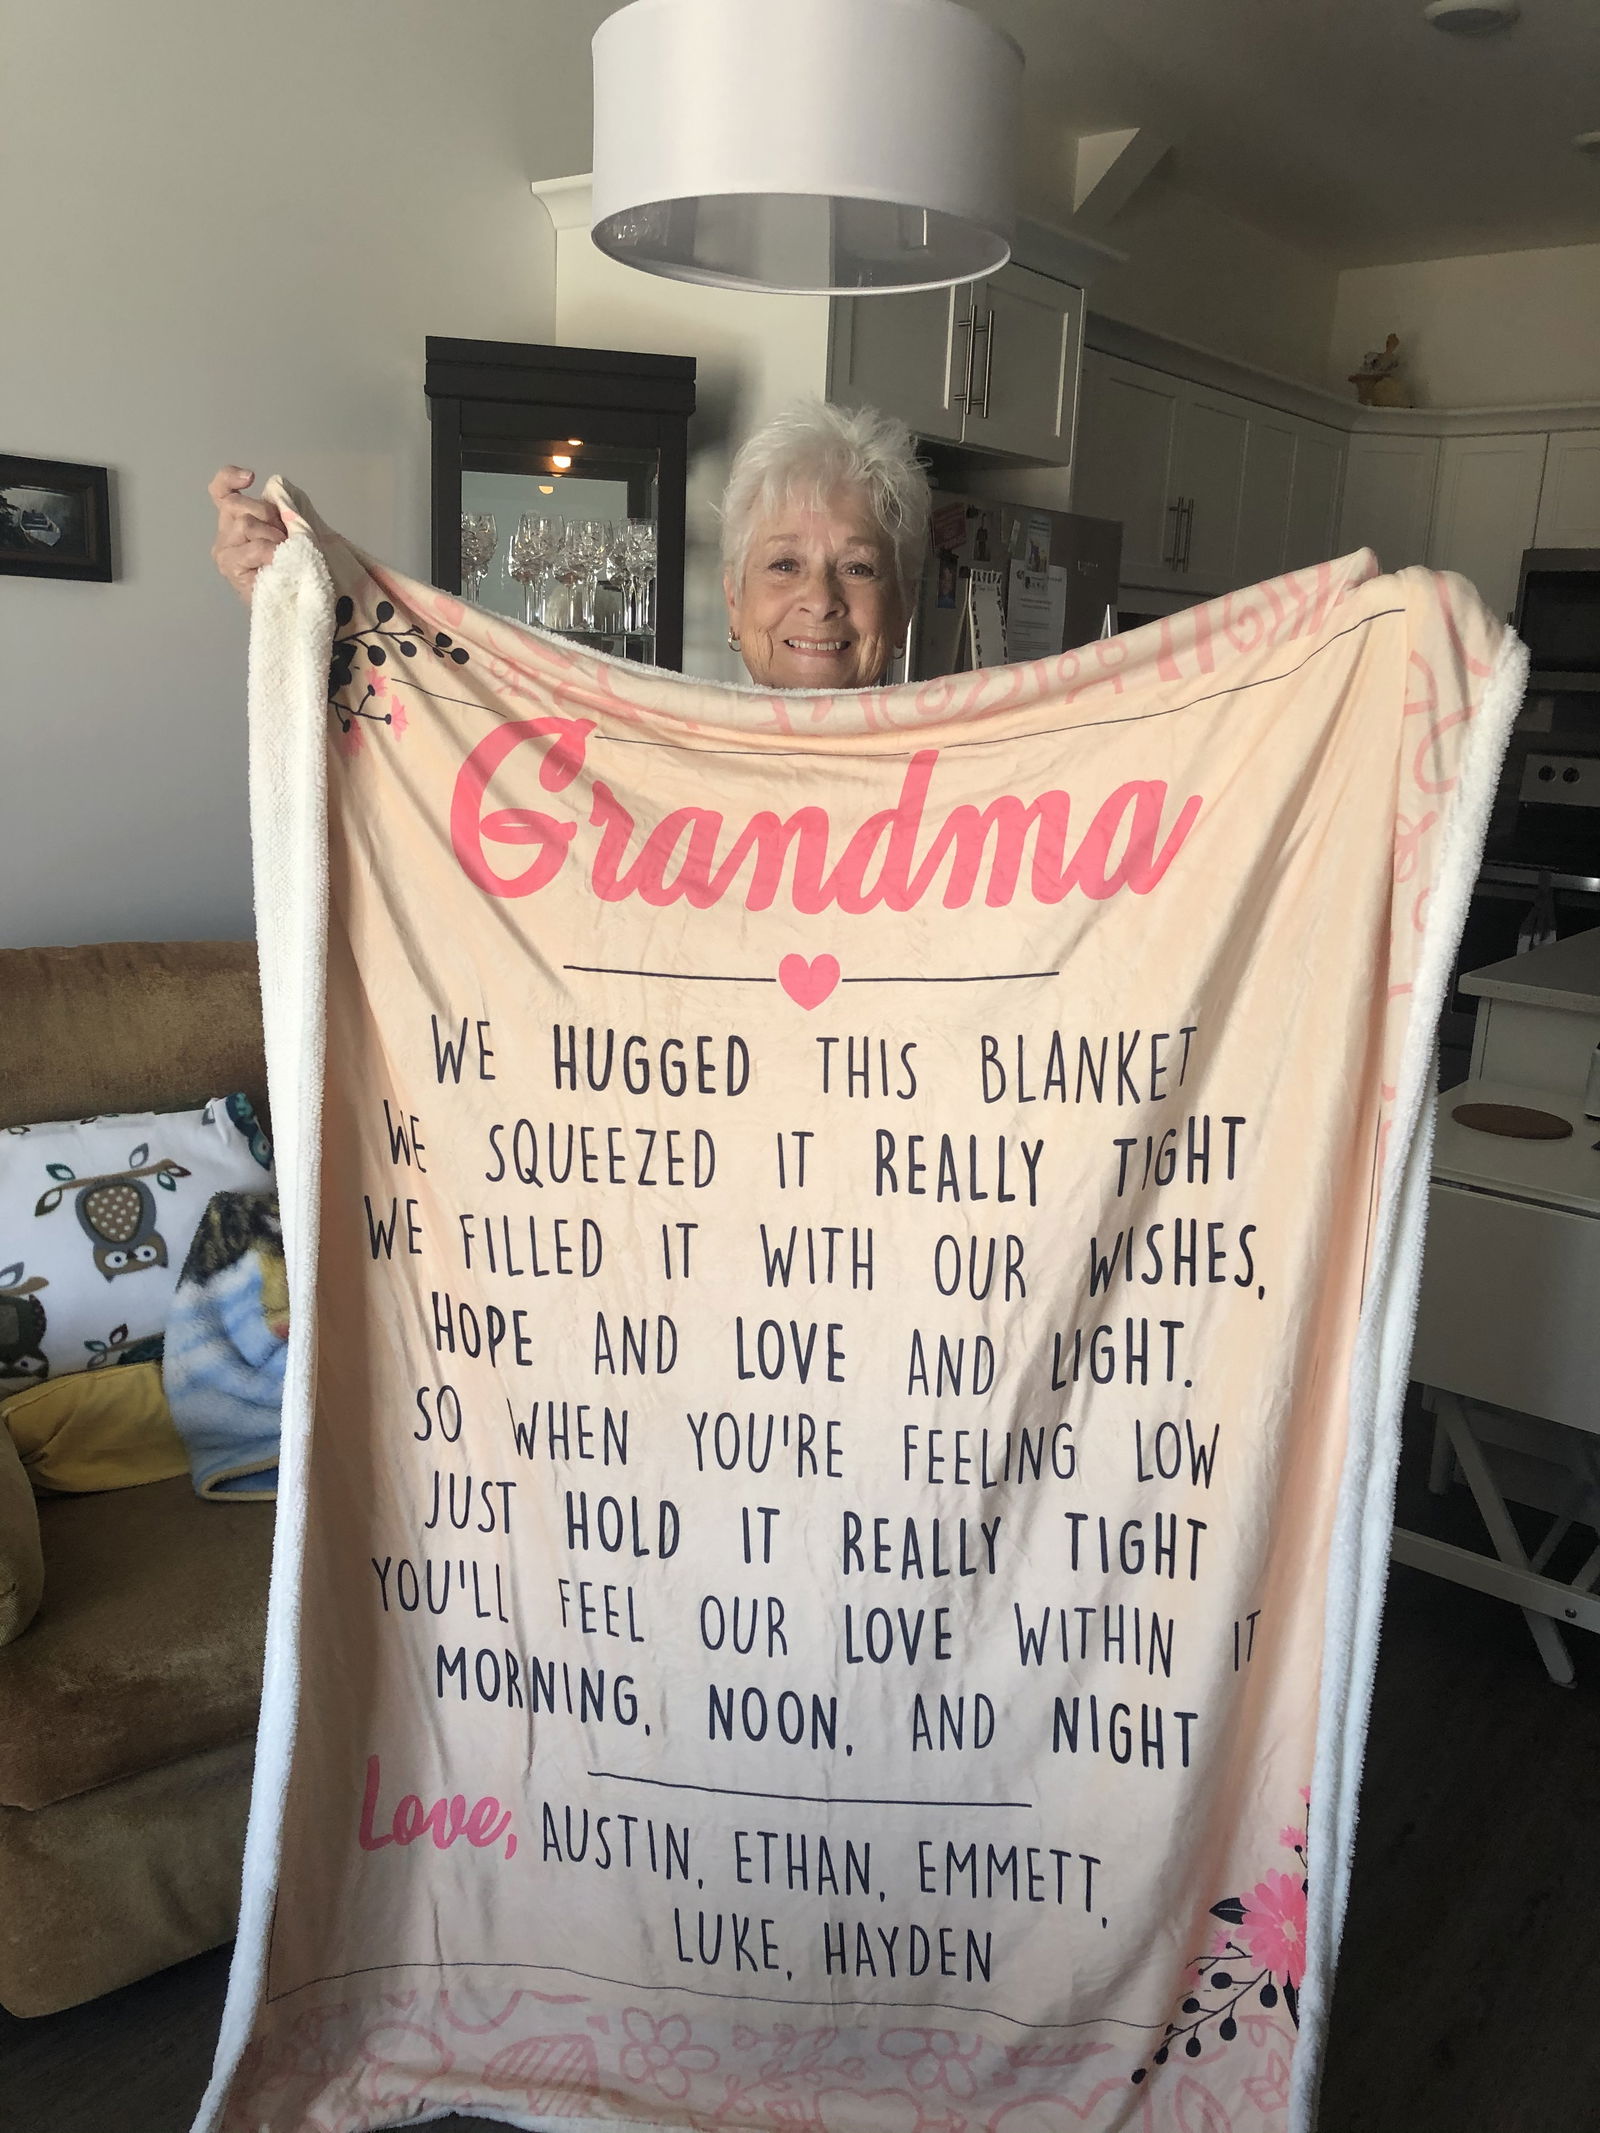 Grandma
WE HUGGED THIS BLANKET
WE SQUEEZED IT REALLY TIGHT
WE FILLED IT WITH OUR WISHES,
HOPE AND LOVE AND LIGHT.
SO WHEN YOU'RE FEELING LOW
JUST HOLD IT REALLY TIGHT
YOU'LL FEEL OUR LOVE WITHIN IT
MORNING, NOON, AND NIGHT
Love, AUSTIN, ETHAN, EMMETT,
LUKE, HAYDEN